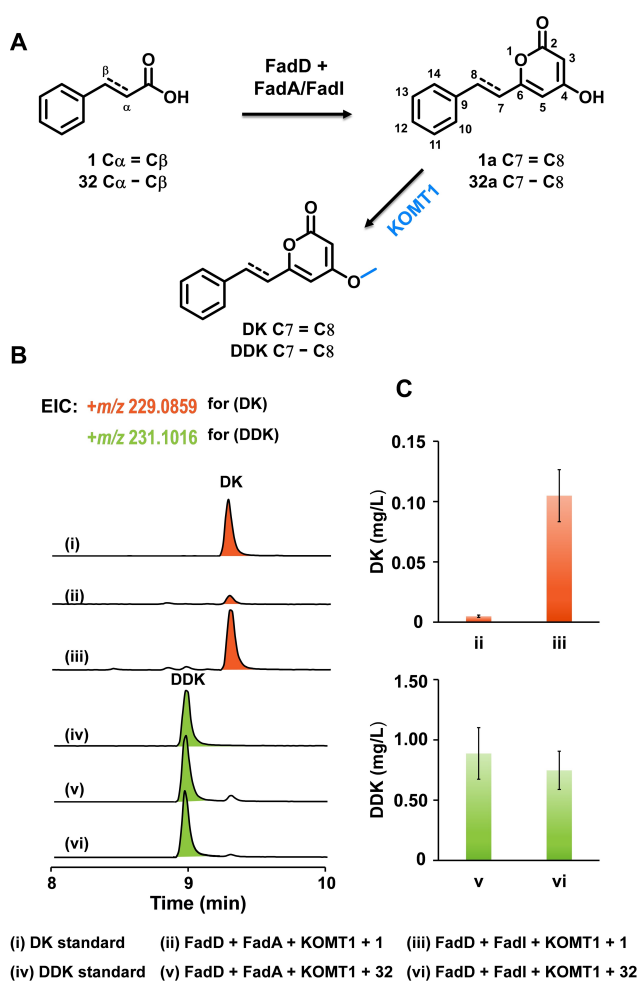 A
β
α
O
OH
1 Cα = Cβ
32 Cα – Cβ
FadD +
FadA/FadI
O
1 O 2 3
14 8
13 6 4 OH
9 7 5
12 10
11
1a C7 = C8
32a C7 – C8
KOMT1
O
O
O
DK C7 = C8
DDK C7 – C8
B
EIC: +m/z 229.0859 for (DK)
+m/z 231.1016 for (DDK)
DK
(i)
(ii)
(iii)
DDK
(iv)
(v)
(vi)
8 9 10
Time (min)
C
DK (mg/L)
0.15
0.10
0.05
0
ii iii
DDK (mg/L)
1.50
1.00
0.50
0
v vi
(i) DK standard (ii) FadD + FadA + KOMT1 + 1 (iii) FadD + FadI + KOMT1 + 1
(iv) DDK standard (v) FadD + FadA + KOMT1 + 32 (vi) FadD + FadI + KOMT1 + 32